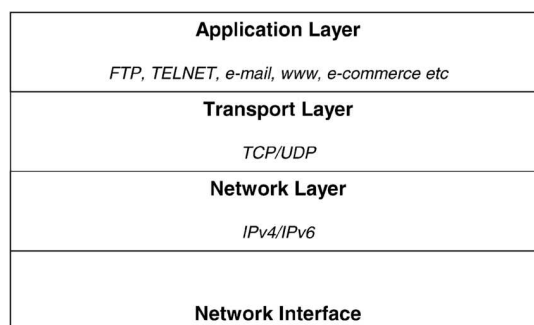 Application Layer
FTP, TELNET, e-mail, www, e-commerce etc
Transport Layer
TCP/UDP
Network Layer
IPv4/IPv6
Network Interface